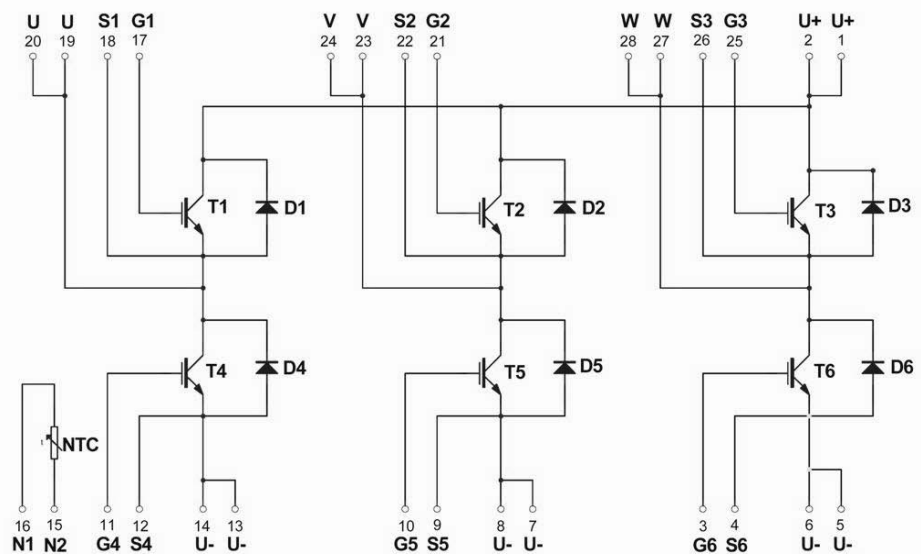 U U S1 G1 V V S2 G2 W W S3 G3 U+ U+
20 19 18 17 24 23 22 21 28 27 26 25 2 1
T1 D1 T2 D2 T3 D3
T4 D4 T5 D5 T6 D6
NTC
16 15 11 12 14 13 10 9 8 7 3 4 6 5
N1 N2 G4 S4 U- U- G5 S5 U- U- G6 S6 U- U-